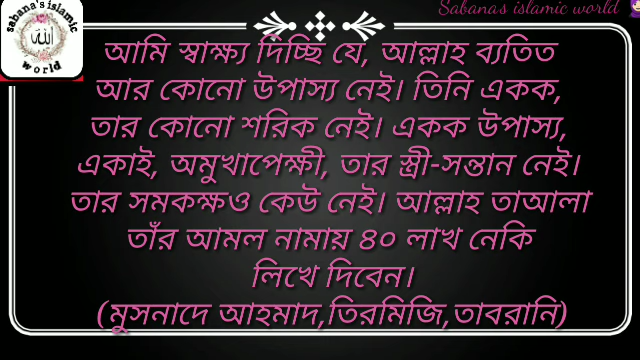 Sabana's islamic world
sabana's islamic
الله
world
আমি স্বাক্ষ্য দিচ্ছি যে, আল্লাহ ব্যতিত
আর কোনো উপাস্য নেই। তিনি একক,
তার কোনো শরিক নেই। একক উপাস্য,
একাই, অমুখাপেক্ষী, তার স্ত্রী-সন্তান নেই।
তার সমকক্ষও কেউ নেই। আল্লাহ তাআলা
তাঁর আমল নামায় ৪০ লাখ নেকি
লিখে দিবেন।
(মুসনাদে আহমাদ,তিরমিজি,তাবরানি)